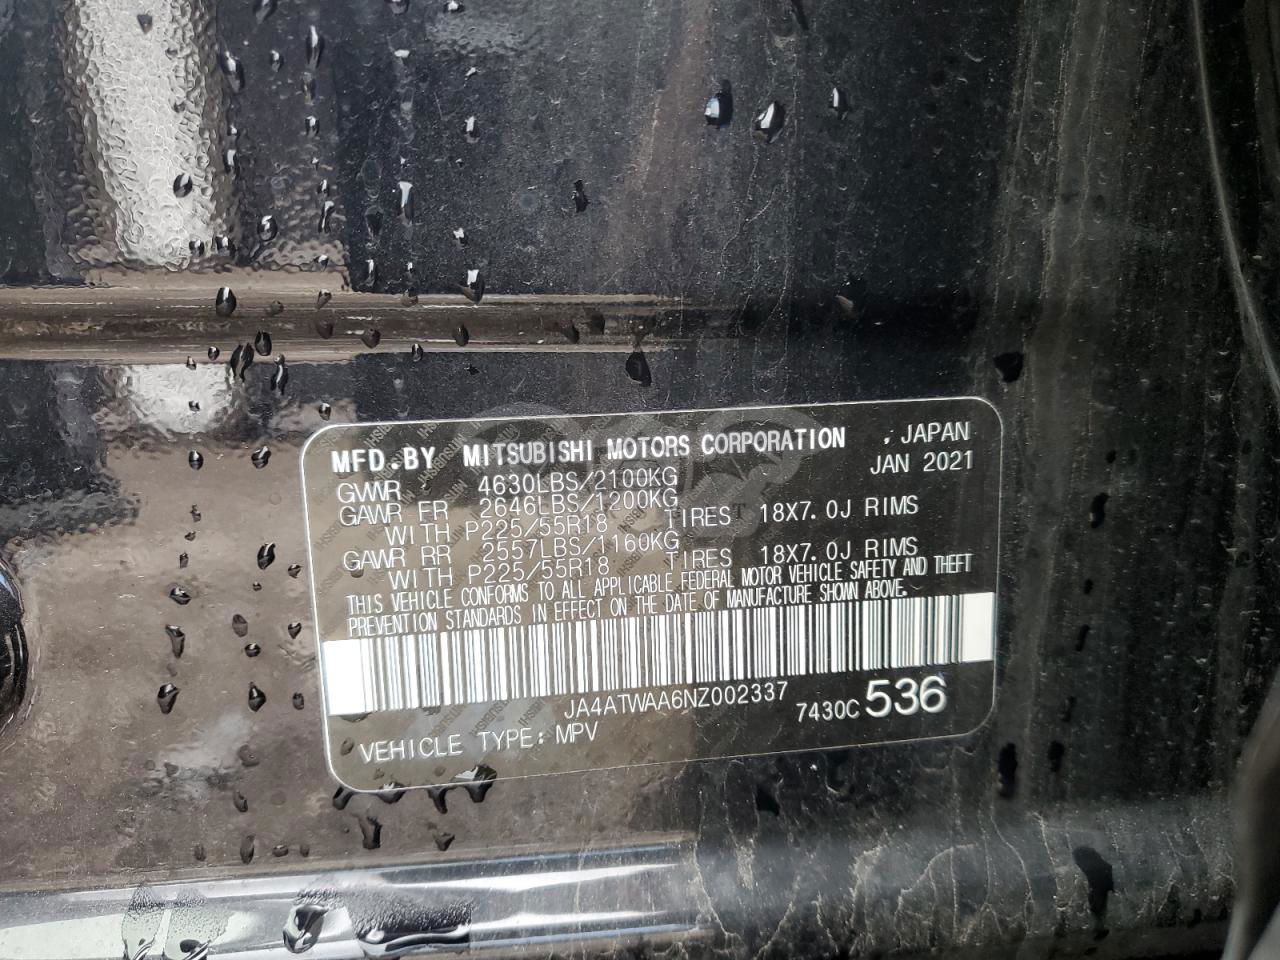 MFD.BY MITSUBISHI MOTORS CORPORATION , JAPAN
JAN 2021
GVWR 4630LBS/2100KG
GAWR FR 2646LBS/1200KG
WITH P225/55R18 TIRES 18X7.0J RIMS
GAWR RR 2557LBS/1160KG
WITH P225/55R18 TIRES 18X7.0J RIMS
THIS VEHICLE CONFORMS TO ALL APPLICABLE FEDERAL MOTOR VEHICLE SAFETY AND THEFT
PREVENTION STANDARDS IN EFFECT ON THE DATE OF MANUFACTURE SHOWN ABOVE.
JA4ATWAA6NZ002337
7430C536
VEHICLE TYPE: MPV